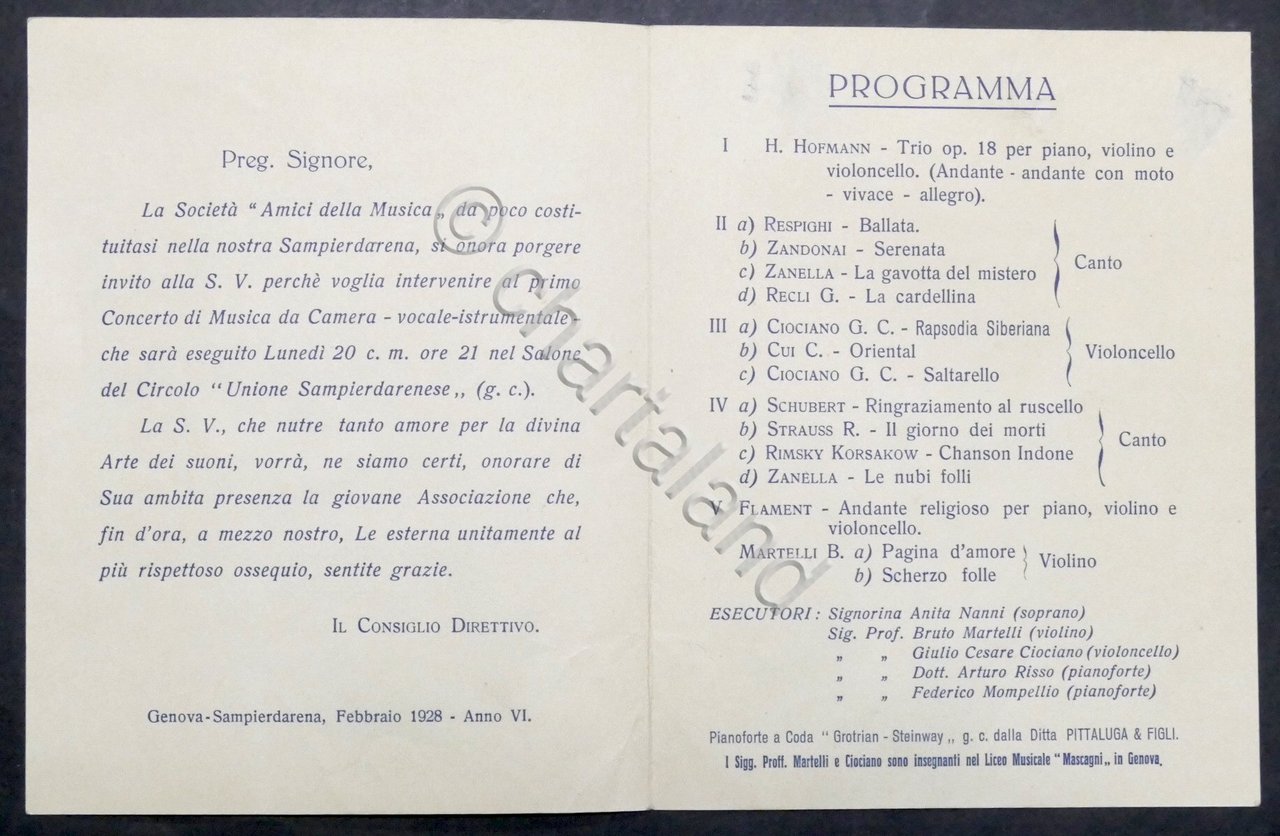 Preg. Signore,
La Società “ Amici della Musica „ da poco costi-
tuitasi nella nostra Sampierdarena, si onora porgere
invito alla S. V. perchè voglia intervenire al primo
Concerto di Musica da Camera - vocale-istrumentale -
che sarà eseguito Lunedì 20 c. m. ore 21 nel Salone
del Circolo “Unione Sampierdarenese,, (g. c.).
La S. V., che nutre tanto amore per la divina
Arte dei suoni, vorrà, ne siamo certi, onorare di
Sua ambita presenza la giovane Associazione che,
fin d'ora, a mezzo nostro, Le esterna unitamente al
più rispettoso ossequio, sentite grazie.
IL CONSIGLIO DIRETTIVO.
Genova-Sampierdarena, Febbraio 1928 - Anno VI.
PROGRAMMA
I H. HOFMANN - Trio op. 18 per piano, violino e
violoncello. (Andante - andante con moto
- vivace - allegro).
II a) RESPIGHI - Ballata.
b) ZANDONAI - Serenata
c) ZANELLA - La gavotta del mistero
d) RECLI G. - La cardellina
Canto
III a) CIOCIANO G. C. - Rapsodia Siberiana
b) CUI C. - Oriental
c) CIOCIANO G. C. - Saltarello
Violoncello
IV a) SCHUBERT - Ringraziamento al ruscello
b) STRAUSS R. - Il giorno dei morti
c) RIMSKY KORSAKOW - Chanson Indone
d) ZANELLA - Le nubi folli
Canto
V FLAMENT - Andante religioso per piano, violino e
violoncello.
MARTELLI B. a) Pagina d'amore
b) Scherzo folle
Violino
ESECUTORI : Signorina Anita Nanni (soprano)
Sig. Prof. Bruto Martelli (violino)
„ „ Giulio Cesare Ciociano (violoncello)
„ „ Dott. Arturo Risso (pianoforte)
„ „ Federico Mompellio (pianoforte)
Pianoforte a Coda “ Grotrian - Steinway „ g. c. dalla Ditta PITTALUGA & FIGLI.
I Sigg. Proff. Martelli e Ciociano sono insegnanti nel Liceo Musicale “ Mascagni „ in Genova.
© chartaland